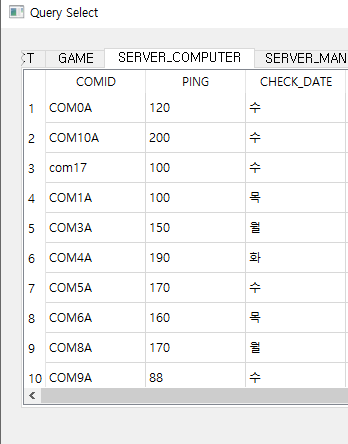 Query Select
CT GAME SERVER_COMPUTER SERVER_MAN
COMID PING CHECK_DATE
1 COM0A 120 수
2 COM10A 200 수
3 com17 100 수
4 COM1A 100 목
5 COM3A 150 월
6 COM4A 190 화
7 COM5A 170 수
8 COM6A 160 목
9 COM8A 170 월
10 COM9A 88 수